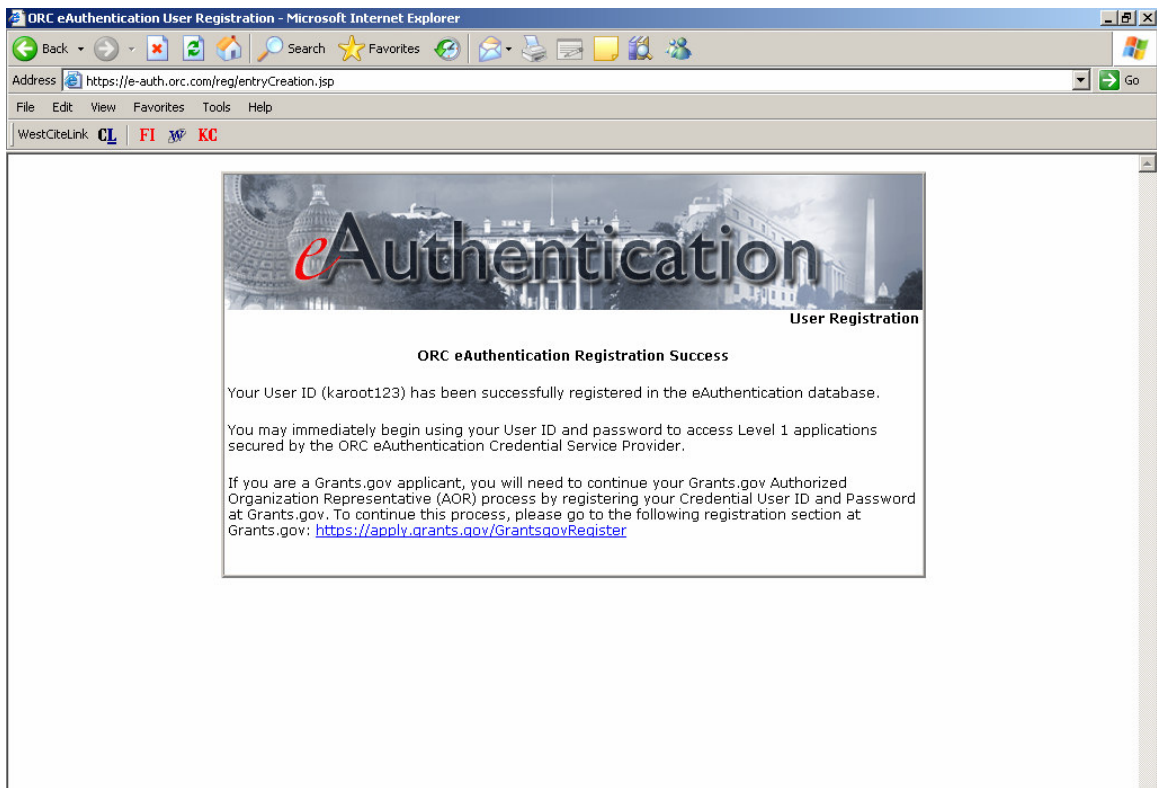 ORC eAuthentication User Registration - Microsoft Internet Explorer
Back Search Favorites
Address https://e-auth.orc.com/reg/entryCreation.jsp Go
File Edit View Favorites Tools Help
WestCiteLink CL FI KC
eAuthentication
User Registration
ORC eAuthentication Registration Success
Your User ID (karoot123) has been successfully registered in the eAuthentication database.
You may immediately begin using your User ID and password to access Level 1 applications
secured by the ORC eAuthentication Credential Service Provider.
If you are a Grants.gov applicant, you will need to continue your Grants.gov Authorized
Organization Representative (AOR) process by registering your Credential User ID and Password
at Grants.gov. To continue this process, please go to the following registration section at
Grants.gov: https://apply.grants.gov/GrantsgovRegister